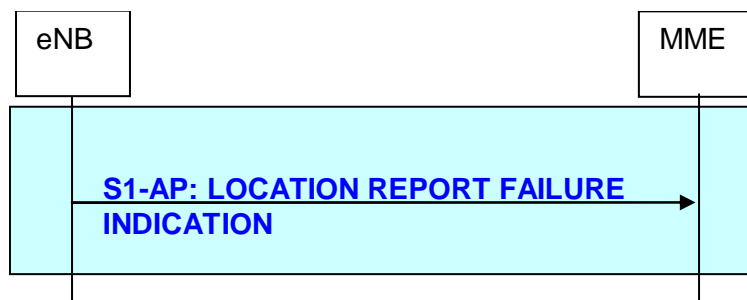 eNB
MME
S1-AP: LOCATION REPORT FAILURE
INDICATION